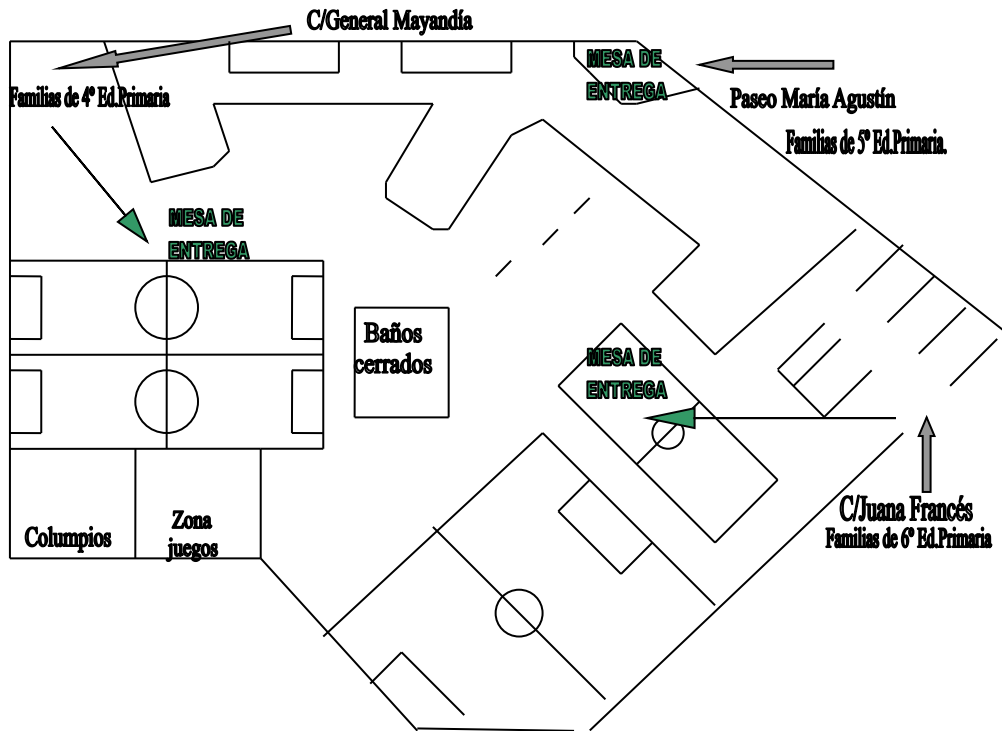 C/General Mayandía
MESA DE
ENTREGA
Familias de 4º Ed.Primaria
Paseo María Agustín
Familias de 5º Ed.Primaria.
MESA DE
ENTREGA
Baños
cerrados
MESA DE
ENTREGA
C/Juana Francés
Familias de 6º Ed.Primaria
Columpios
Zona
juegos